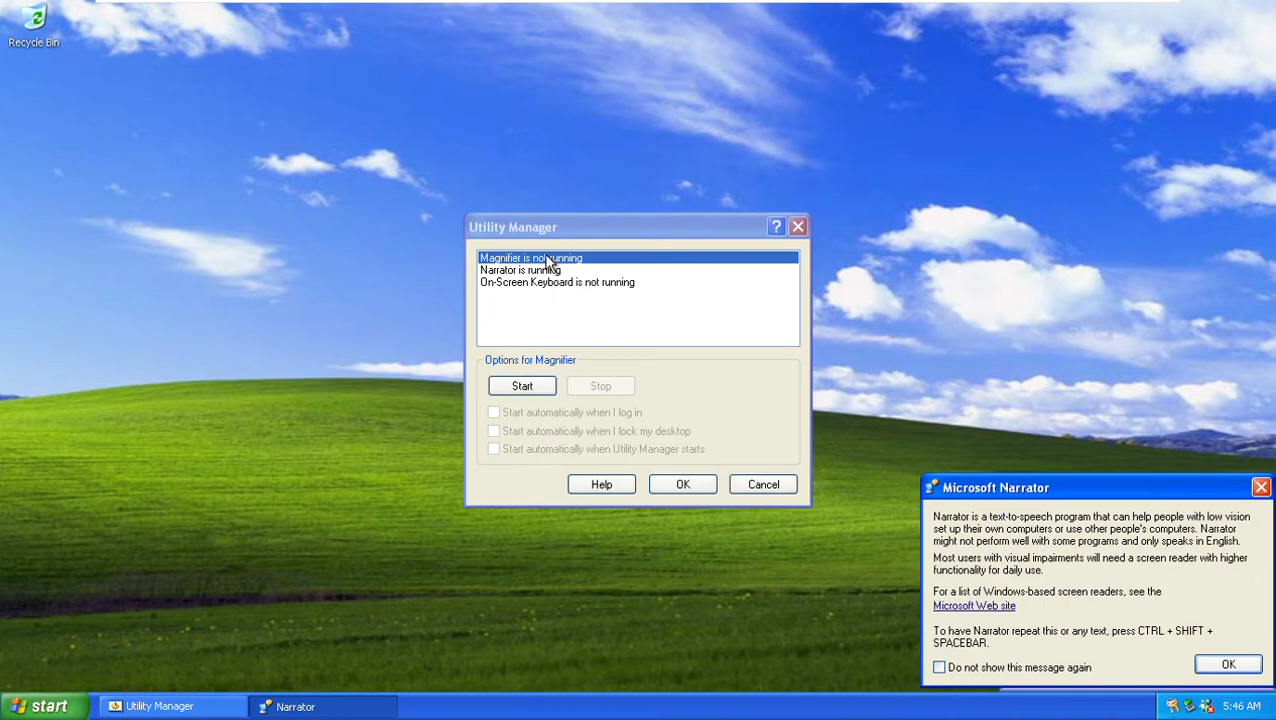 Recycle Bin
Utility Manager
Magnifier is not running
Narrator is running
On-Screen Keyboard is not running
Options for Magnifier
Start
Stop
Start automatically when I log in
Start automatically when I lock my desktop
Start automatically when Utility Manager starts
Help
OK
Cancel
Microsoft Narrator
Narrator is a text-to-speech program that can help people with low vision
set up their own computers or use other people's computers. Narrator
might not perform well with some programs and only speaks in English.
Most users with visual impairments will need a screen reader with higher
functionality for daily use.
For a list of Windows-based screen readers, see the
Microsoft Web site
To have Narrator repeat this or any text, press CTRL + SHIFT +
SPACEBAR.
Do not show this message again
OK
start
Utility Manager
Narrator
5:46 AM